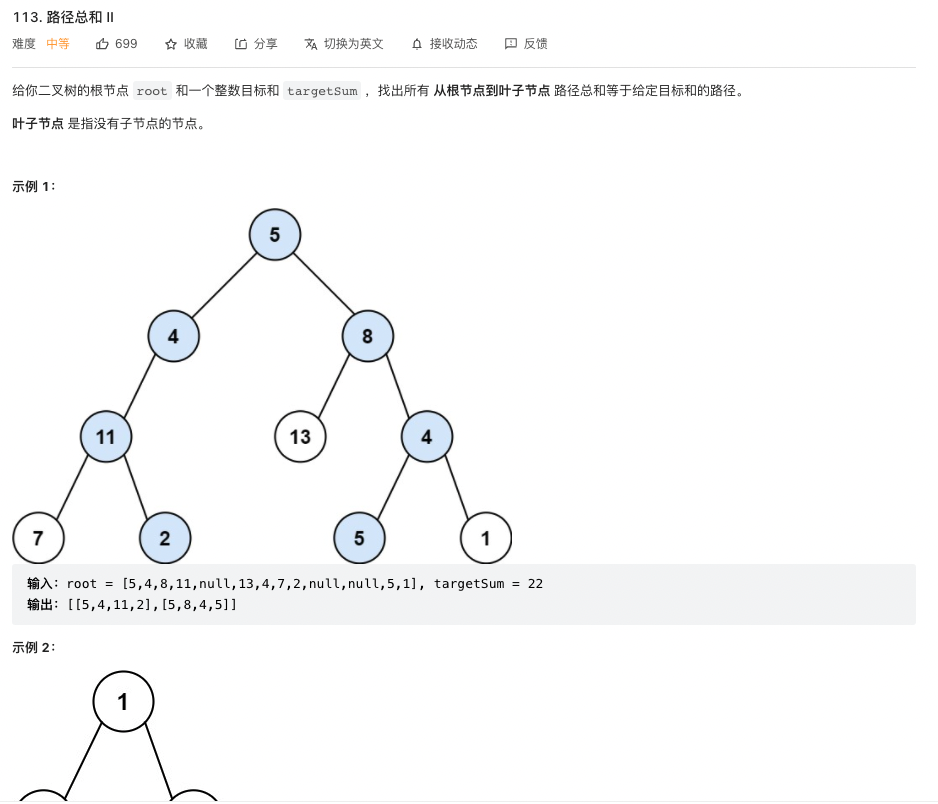 113. 路径总和 II
难度 中等 699 收藏 分享 切换为英文 接收动态 反馈
给你二叉树的根节点 root 和一个整数目标和 targetSum ，找出所有 从根节点到叶子节点 路径总和等于给定目标和的路径。
叶子节点 是指没有子节点的节点。
示例 1：
5
4 8
11 13 4
7 2 5 1
输入：root = [5,4,8,11,null,13,4,7,2,null,null,5,1], targetSum = 22
输出：[[5,4,11,2],[5,8,4,5]]
示例 2：
1